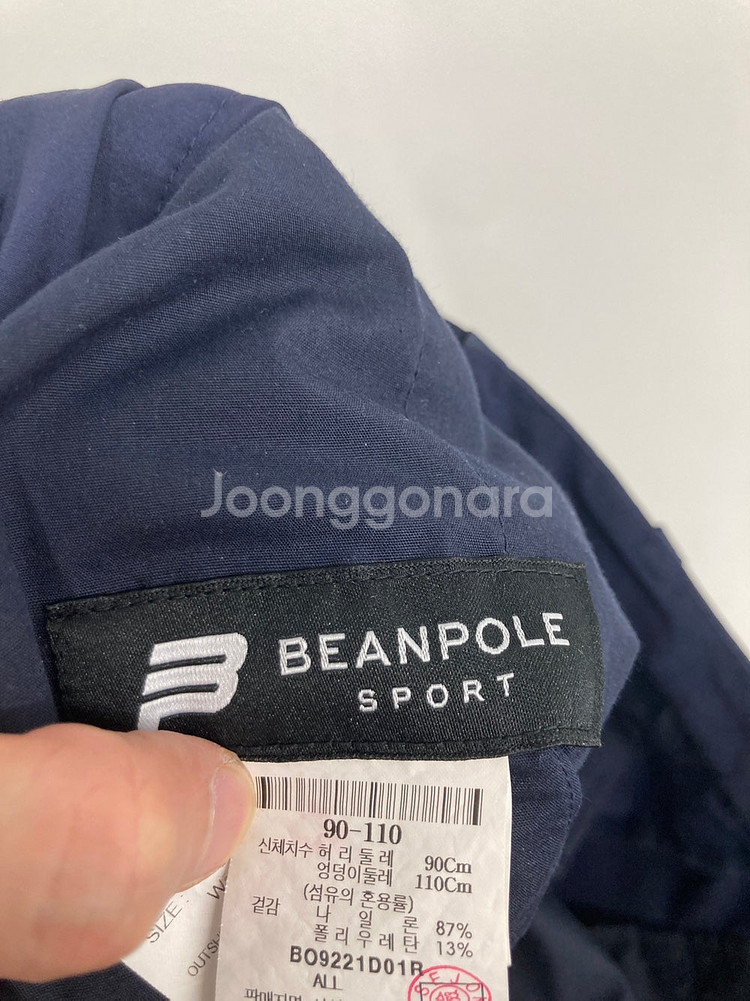 Joonggonara
BEANPOLE
SPORT
90-110
신체치수 허 리 둘 레 90Cm
엉덩이둘레 110Cm
(섬유의 혼용률)
겉감 나 일 론 87%
폴 리 우 레 탄 13%
BO9221D01R
ALL
SIZE :